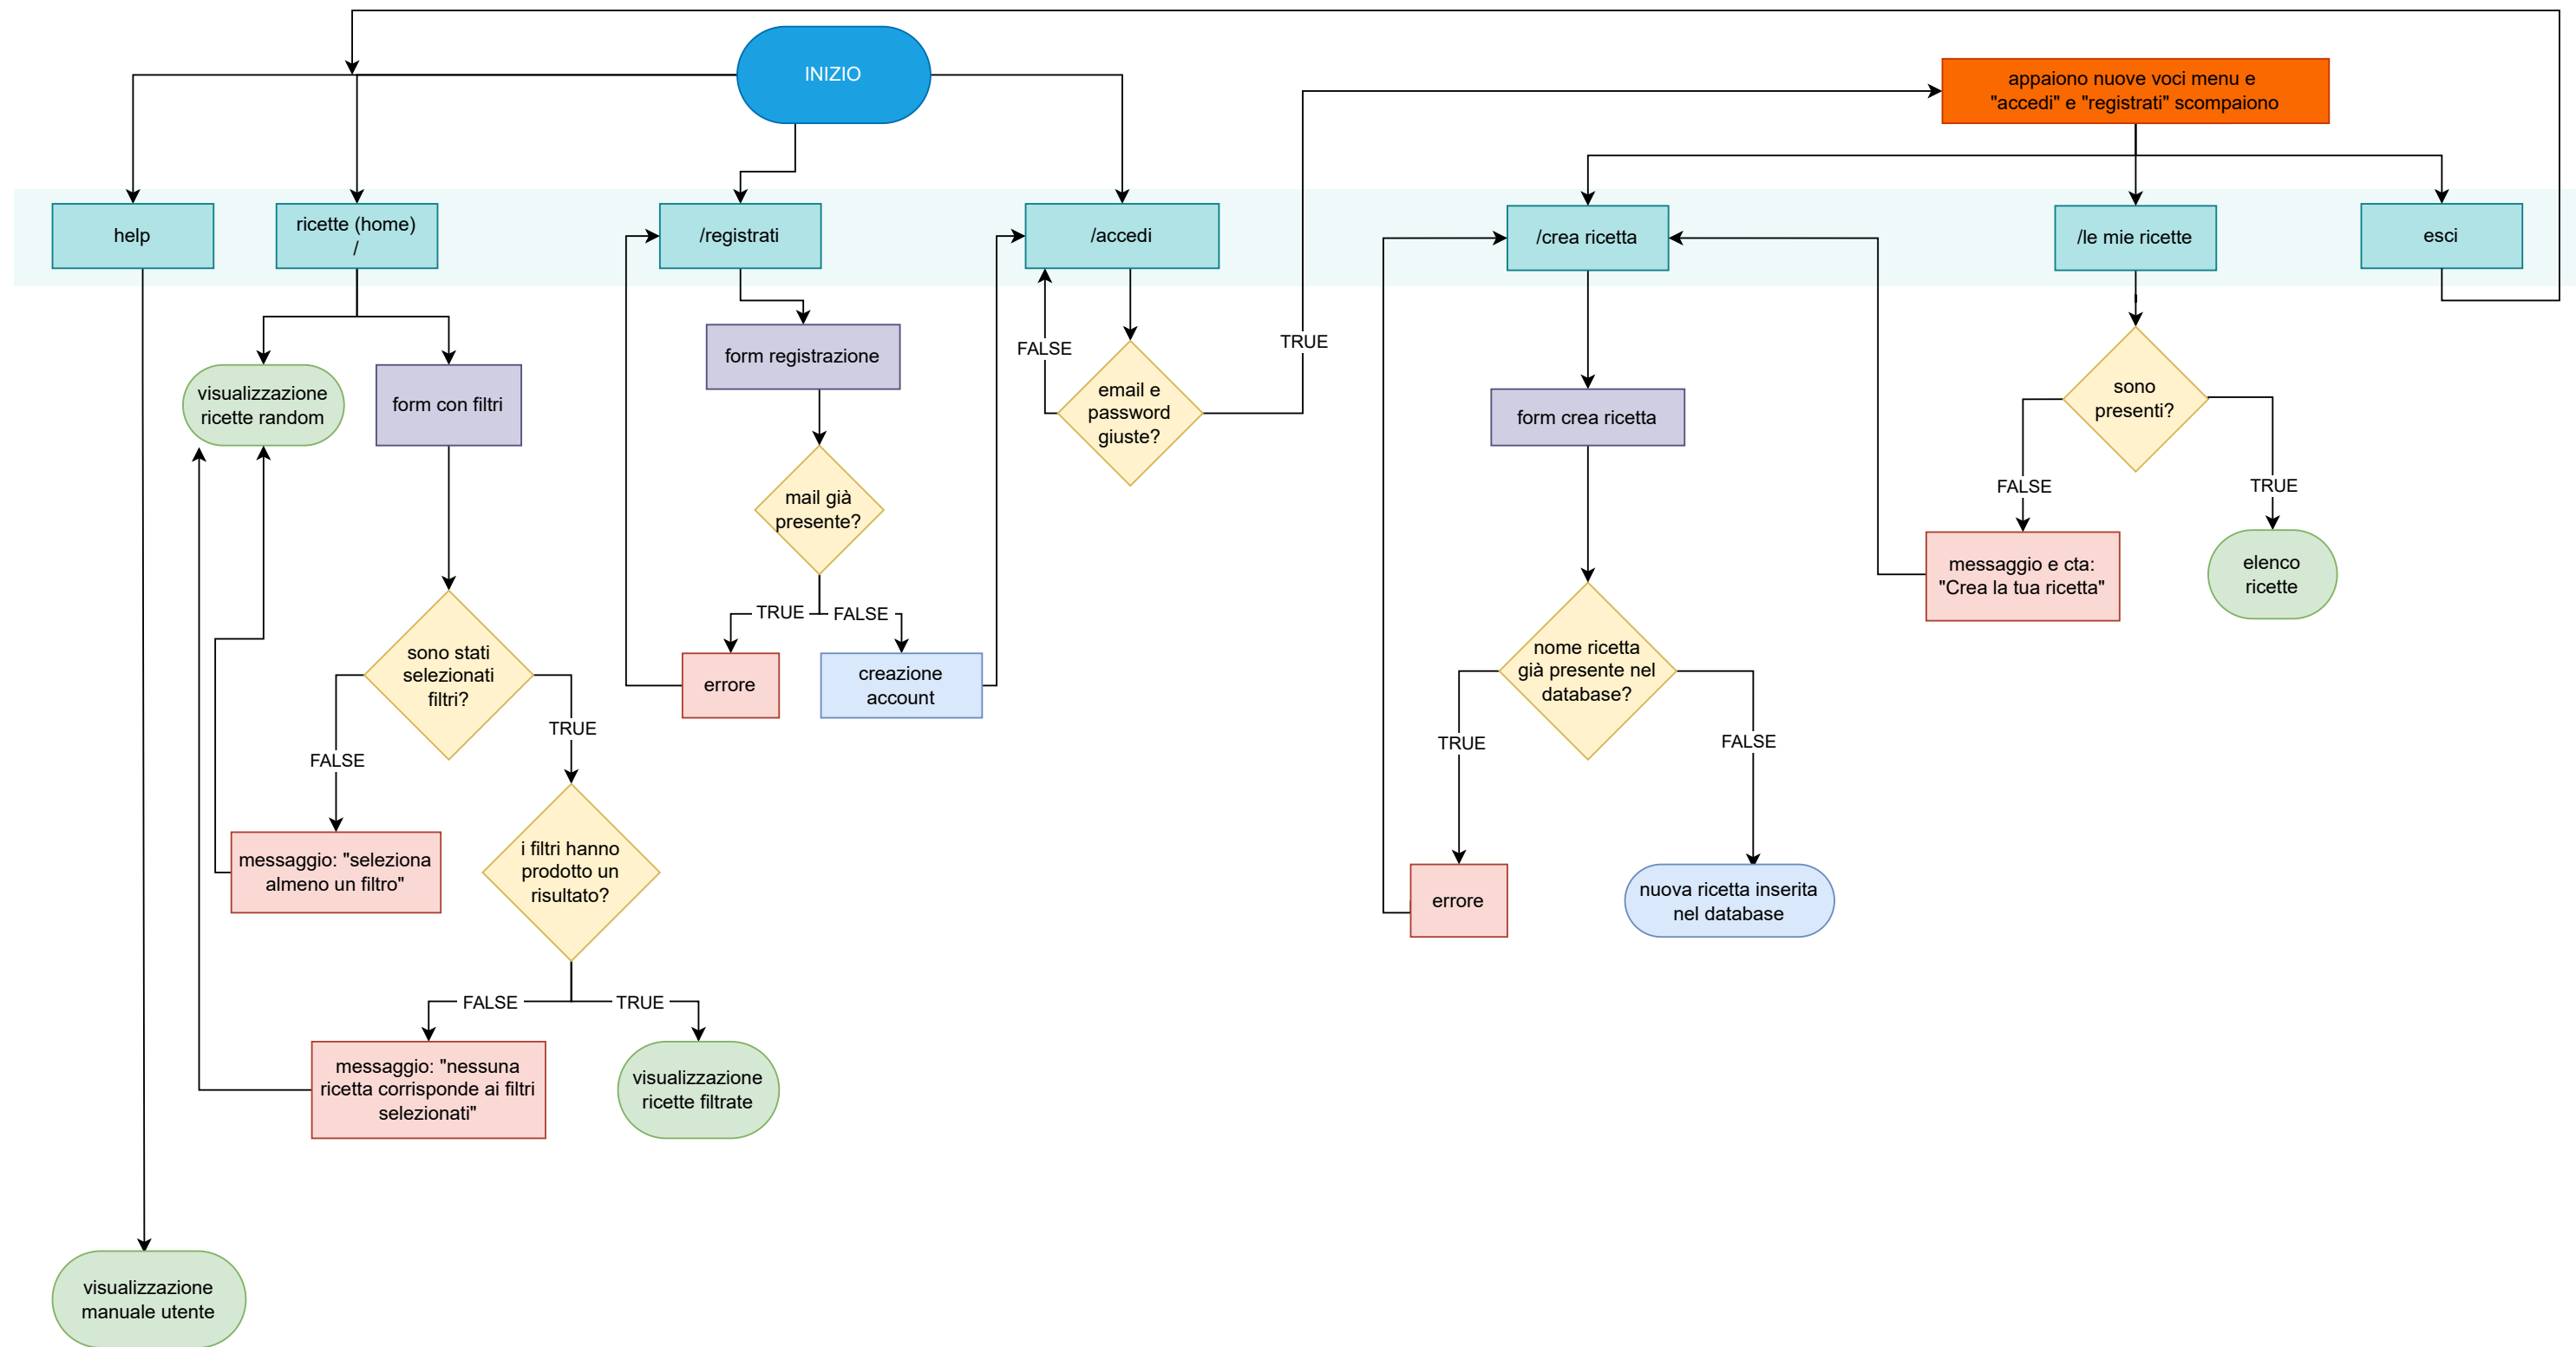 INIZIO
appaiono nuove voci menu e
"accedi" e "registrati" scompaiono
help
ricette (home)
/
/registrati
/accedi
/crea ricetta
/le mie ricette
esci
visualizzazione
ricette random
form con filtri
form registrazione
FALSE
email e
password
giuste?
TRUE
form crea ricetta
sono
presenti?
FALSE
TRUE
mail già
presente?
messaggio e cta:
"Crea la tua ricetta"
elenco
ricette
TRUE
FALSE
errore
creazione
account
sono stati
selezionati
filtri?
FALSE
TRUE
nome ricetta
già presente nel
database?
TRUE
FALSE
messaggio: "seleziona
almeno un filtro"
i filtri hanno
prodotto un
risultato?
errore
nuova ricetta inserita
nel database
FALSE
TRUE
messaggio: "nessuna
ricetta corrisponde ai filtri
selezionati"
visualizzazione
ricette filtrate
visualizzazione
manuale utente